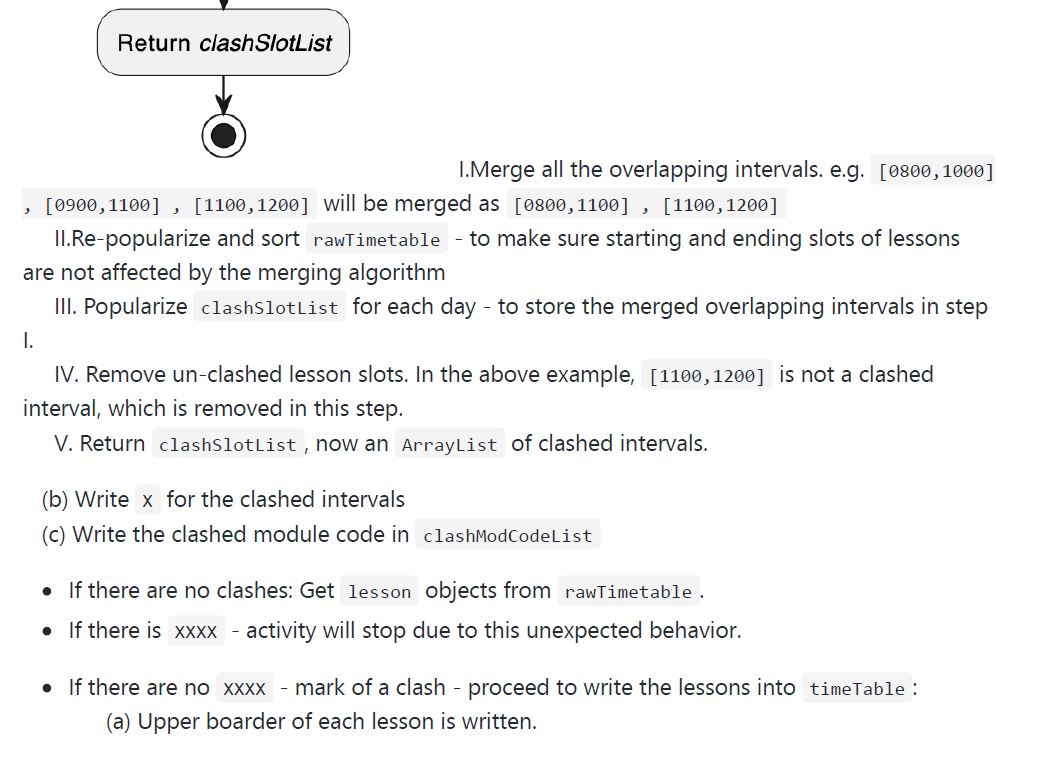 Return clashSlotList
I.Merge all the overlapping intervals. e.g. [0800,1000]
, [0900,1100] , [1100,1200] will be merged as [0800,1100] , [1100,1200]
II.Re-popularize and sort rawTimetable - to make sure starting and ending slots of lessons
are not affected by the merging algorithm
III. Popularize clashSlotList for each day - to store the merged overlapping intervals in step
I.
IV. Remove un-clashed lesson slots. In the above example, [1100,1200] is not a clashed
interval, which is removed in this step.
V. Return clashSlotList, now an ArrayList of clashed intervals.
(b) Write X for the clashed intervals
(c) Write the clashed module code in clashModCodeList
• If there are no clashes: Get lesson objects from rawTimetable.
• If there is XXXX - activity will stop due to this unexpected behavior.
• If there are no XXXX - mark of a clash - proceed to write the lessons into timeTable:
(a) Upper boarder of each lesson is written.